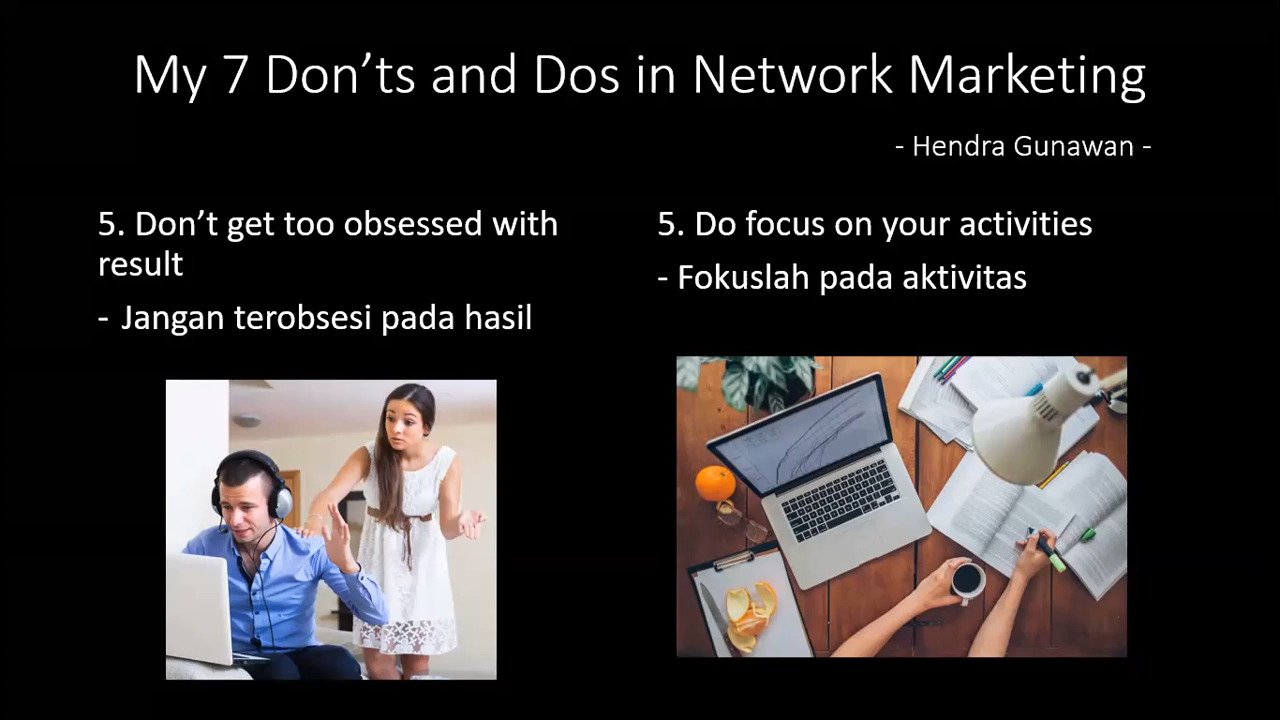 My 7 Don’ts and Dos in Network Marketing
- Hendra Gunawan -
5. Don’t get too obsessed with
result
- Jangan terobsesi pada hasil
5. Do focus on your activities
- Fokuslah pada aktivitas